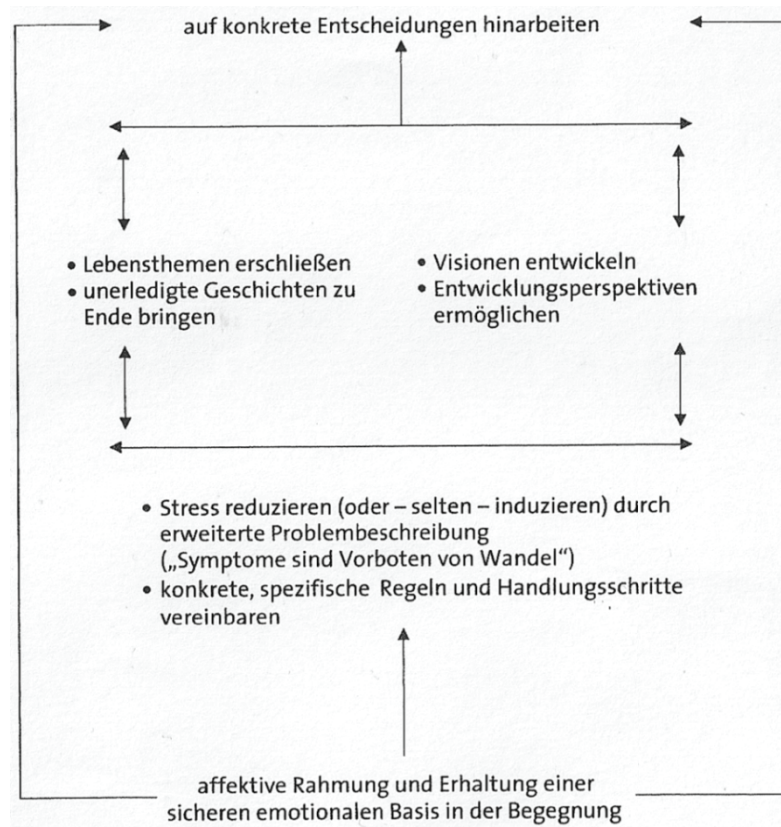 auf konkrete Entscheidungen hinarbeiten
• Lebensthemen erschließen
• unerledigte Geschichten zu
Ende bringen
• Visionen entwickeln
• Entwicklungsperspektiven
ermöglichen
• Stress reduzieren (oder – selten – induzieren) durch
erweiterte Problembeschreibung
(„Symptome sind Vorboten von Wandel“)
• konkrete, spezifische Regeln und Handlungsschritte
vereinbaren
affektive Rahmung und Erhaltung einer
sicheren emotionalen Basis in der Begegnung